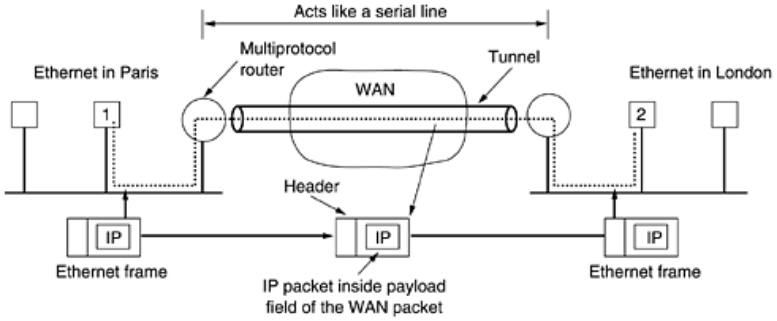 Acts like a serial line
Multiprotocol
router
Tunnel
Ethernet in Paris
Ethernet in London
WAN
1
2
Header
IP
IP
IP
Ethernet frame
Ethernet frame
IP packet inside payload
field of the WAN packet